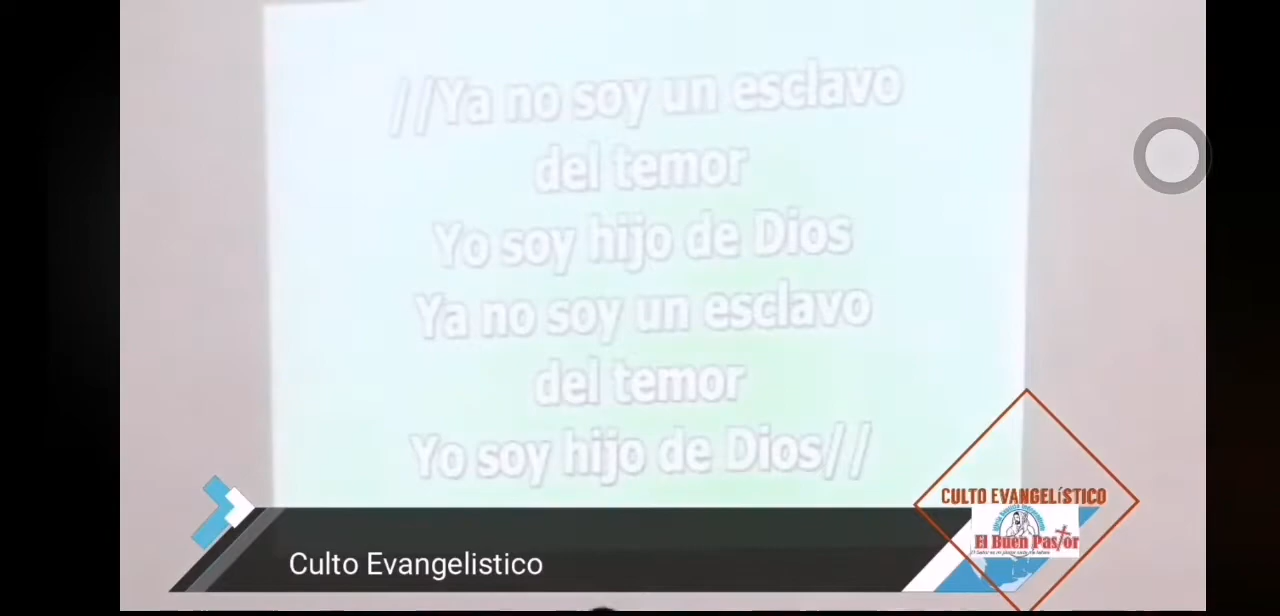 //Ya no soy un esclavo
del temor
Yo soy hijo de Dios
Ya no soy un esclavo
del temor
Yo soy hijo de Dios//
CULTO EVANGELÍSTICO
El Buen Pastor
Culto Evangelistico